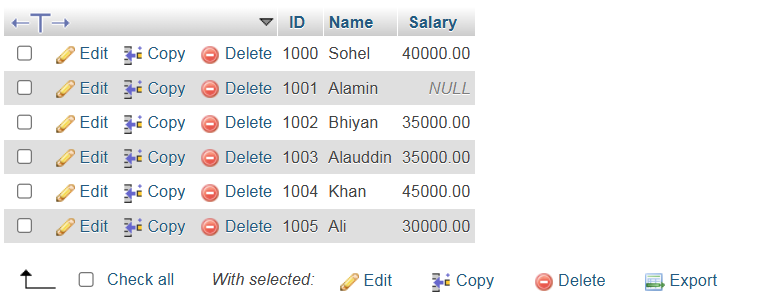 ID Name Salary
Edit Copy Delete 1000 Sohel 40000.00
Edit Copy Delete 1001 Alamin NULL
Edit Copy Delete 1002 Bhiyan 35000.00
Edit Copy Delete 1003 Alauddin 35000.00
Edit Copy Delete 1004 Khan 45000.00
Edit Copy Delete 1005 Ali 30000.00
Check all With selected: Edit Copy Delete Export